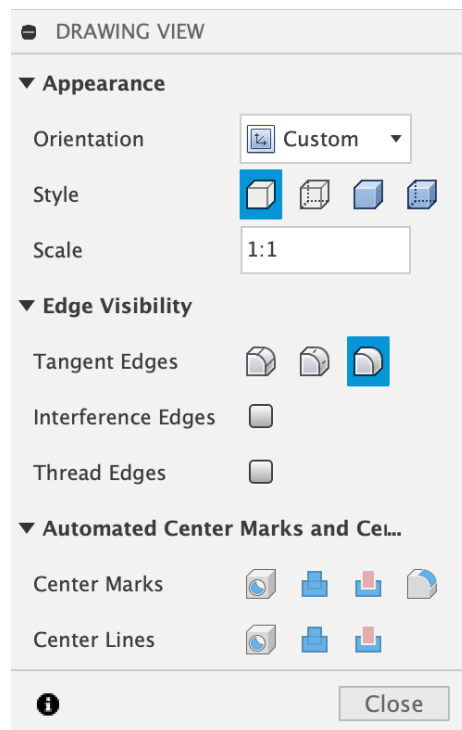 DRAWING VIEW
Appearance
Orientation Custom
Style
Scale 1:1
Edge Visibility
Tangent Edges
Interference Edges
Thread Edges
Automated Center Marks and Cei...
Center Marks
Center Lines
Close